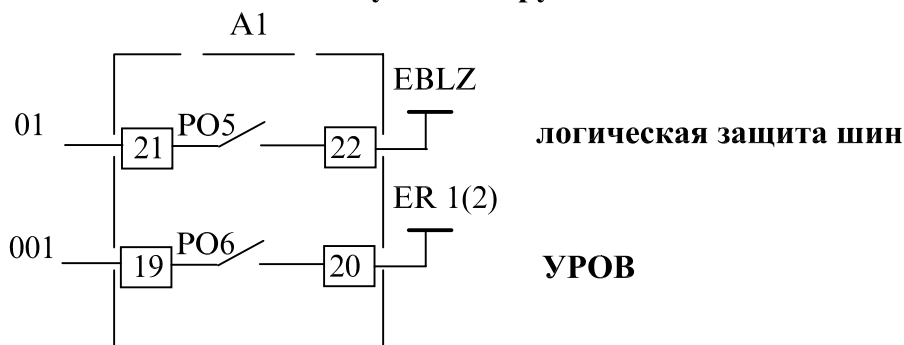 A1
EBLZ
01 21 PO5 22 логическая защита шин
ER 1(2)
001 19 PO6 20 УРОВ